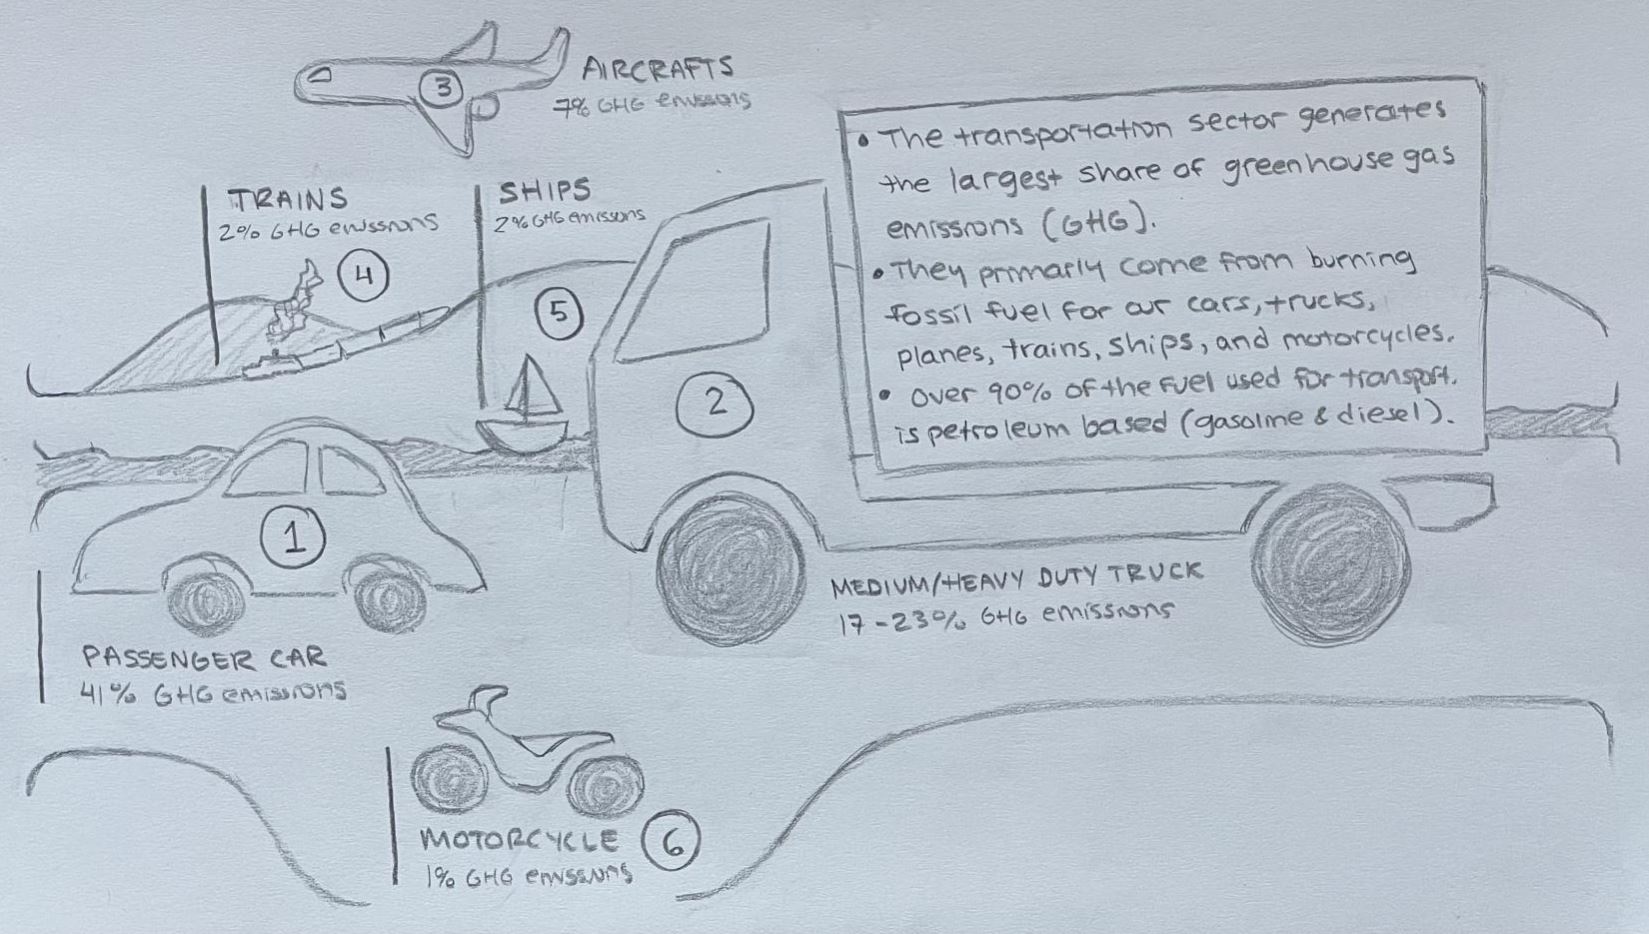 3
AIRCRAFTS
7% GHG emissions
TRAINS
2% GHG emissions
4
SHIPS
2% GHG emissions
5
• The transportation sector generates
the largest share of greenhouse gas
emissions (GHG).
• They primarly come from burning
fossil fuel for our cars, trucks,
planes, trains, ships, and motorcycles.
• Over 90% of the fuel used for transport.
is petroleum based (gasoline & diesel).
2
1
MEDIUM/HEAVY DUTY TRUCK
17-23% GHG emissions
PASSENGER CAR
41% GHG emissions
MOTORCYCLE
1% GHG emissions
6